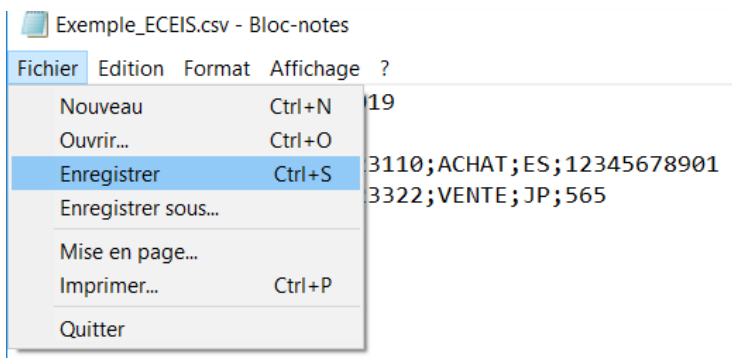 Exemple_ECEIS.csv - Bloc-notes
Fichier Edition Format Affichage ?
Nouveau Ctrl+N 19
Ouvrir... Ctrl+O
Enregistrer Ctrl+S 3110;ACHAT;ES;12345678901
Enregistrer sous... 3322;VENTE;JP;565
Mise en page...
Imprimer... Ctrl+P
Quitter